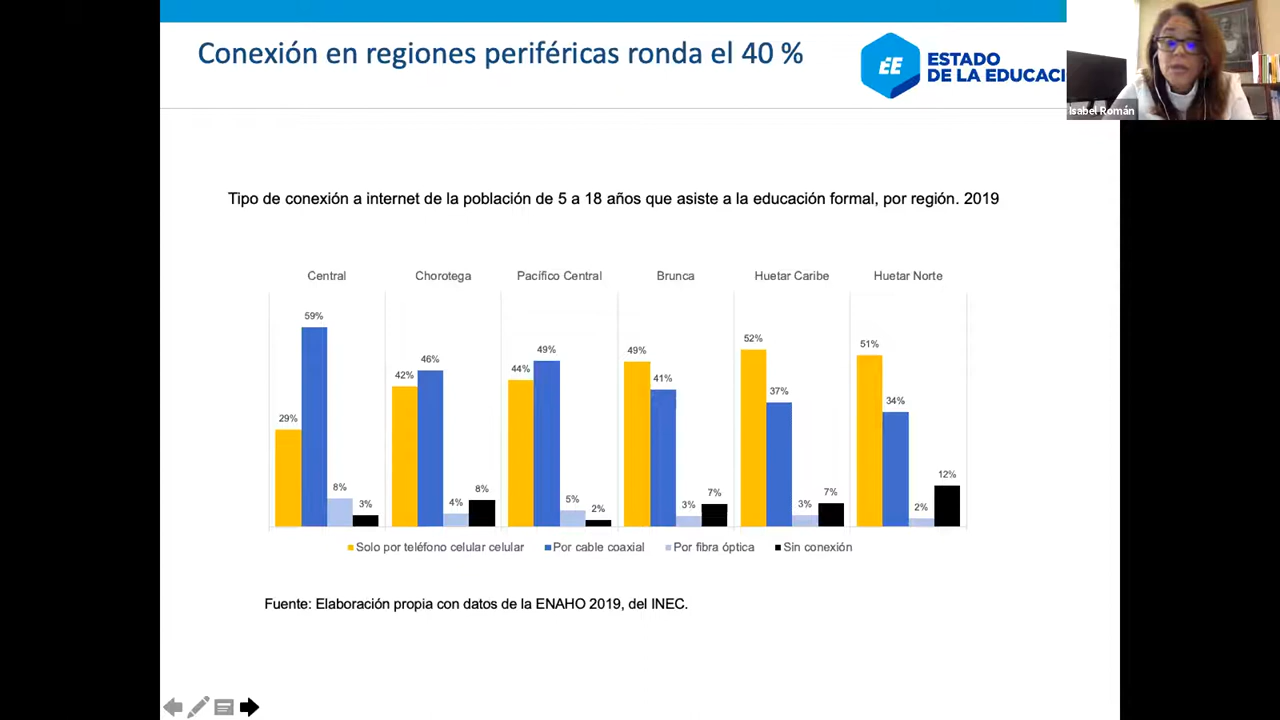 Conexión en regiones periféricas ronda el 40 %
EE
ESTADO
DE LA EDUCACI
Isabel Román
Tipo de conexión a internet de la población de 5 a 18 años que asiste a la educación formal, por región. 2019
Central Chorotega Pacífico Central Brunca Huetar Caribe Huetar Norte
29% 59% 8% 3%
42% 46% 4% 8%
44% 49% 5% 2%
49% 41% 3% 7%
52% 37% 3% 7%
51% 34% 2% 12%
Solo por teléfono celular celular Por cable coaxial Por fibra óptica Sin conexión
Fuente: Elaboración propia con datos de la ENAHO 2019, del INEC.